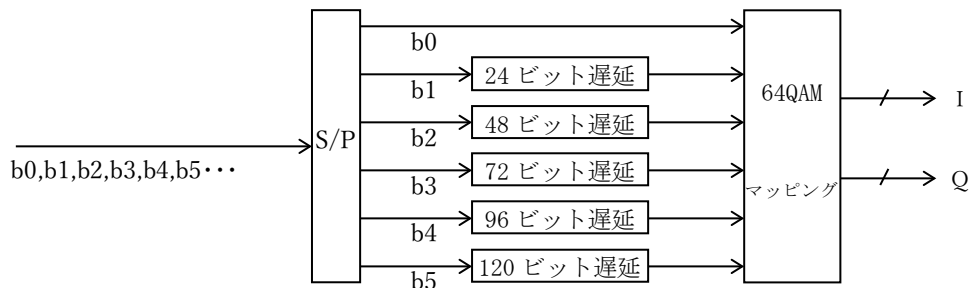 b0
b1
24 ビット遅延
64QAM
I
b2
48 ビット遅延
S/P
b0,b1,b2,b3,b4,b5･･･
b3
72 ビット遅延
マッピング
Q
b4
96 ビット遅延
b5
120 ビット遅延